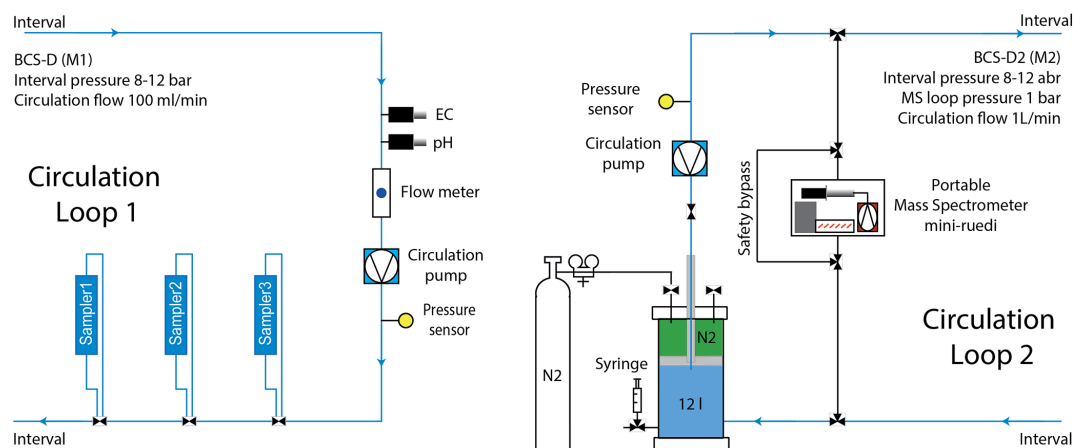 Interval
BCS-D (M1)
Interval pressure 8-12 bar
Circulation flow 100 ml/min
EC
pH
Circulation
Loop 1
Flow meter
Circulation
pump
Pressure
sensor
Sampler1
Sampler2
Sampler3
Interval
Interval
BCS-D2 (M2)
Interval pressure 8-12 abr
MS loop pressure 1 bar
Circulation flow 1L/min
Pressure
sensor
Circulation
pump
Safety bypass
Portable
Mass Spectrometer
mini-ruedi
Circulation
Loop 2
N2
N2
Syringe
12 l
Interval